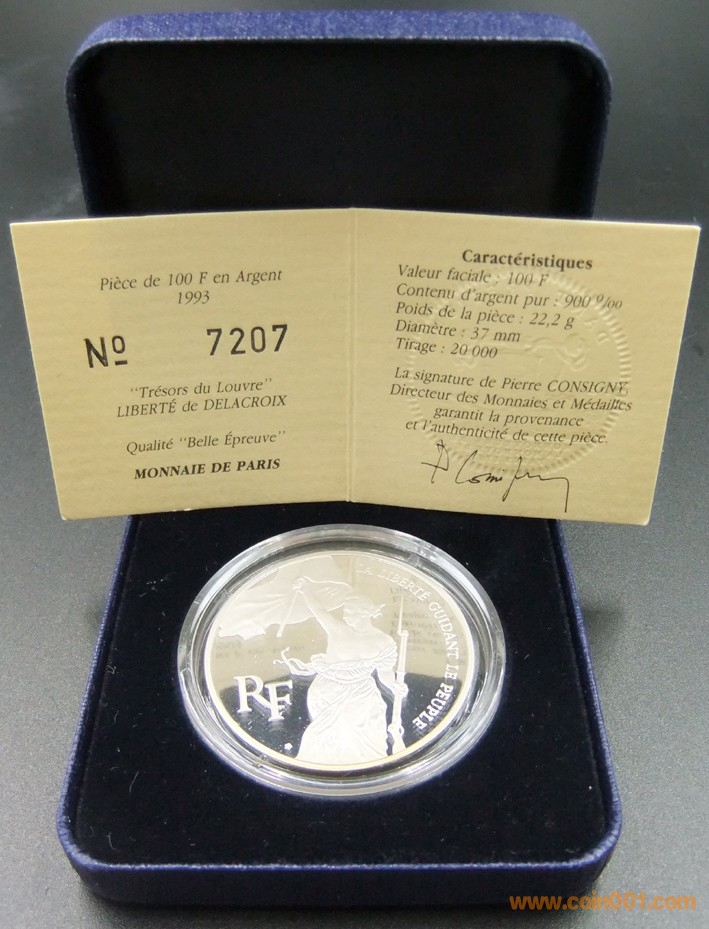 Pièce de 100 F en Argent
1993
Nº 7207
"Trésors du Louvre"
LIBERTÉ de DELACROIX
Qualité "Belle Épreuve"
MONNAIE DE PARIS
Caractéristiques
Valeur faciale : 100 F
Contenu d'argent pur : 900 º/oo
Poids de la pièce : 22,2 g
Diamètre : 37 mm
Tirage : 20 000
La signature de Pierre CONSIGNY
Directeur des Monnaies et Médailles
garantit la provenance
et l'authenticité de cette pièce.
LA LIBERTÉ GUIDANT LE PEUPLE
RF
www.coin001.com